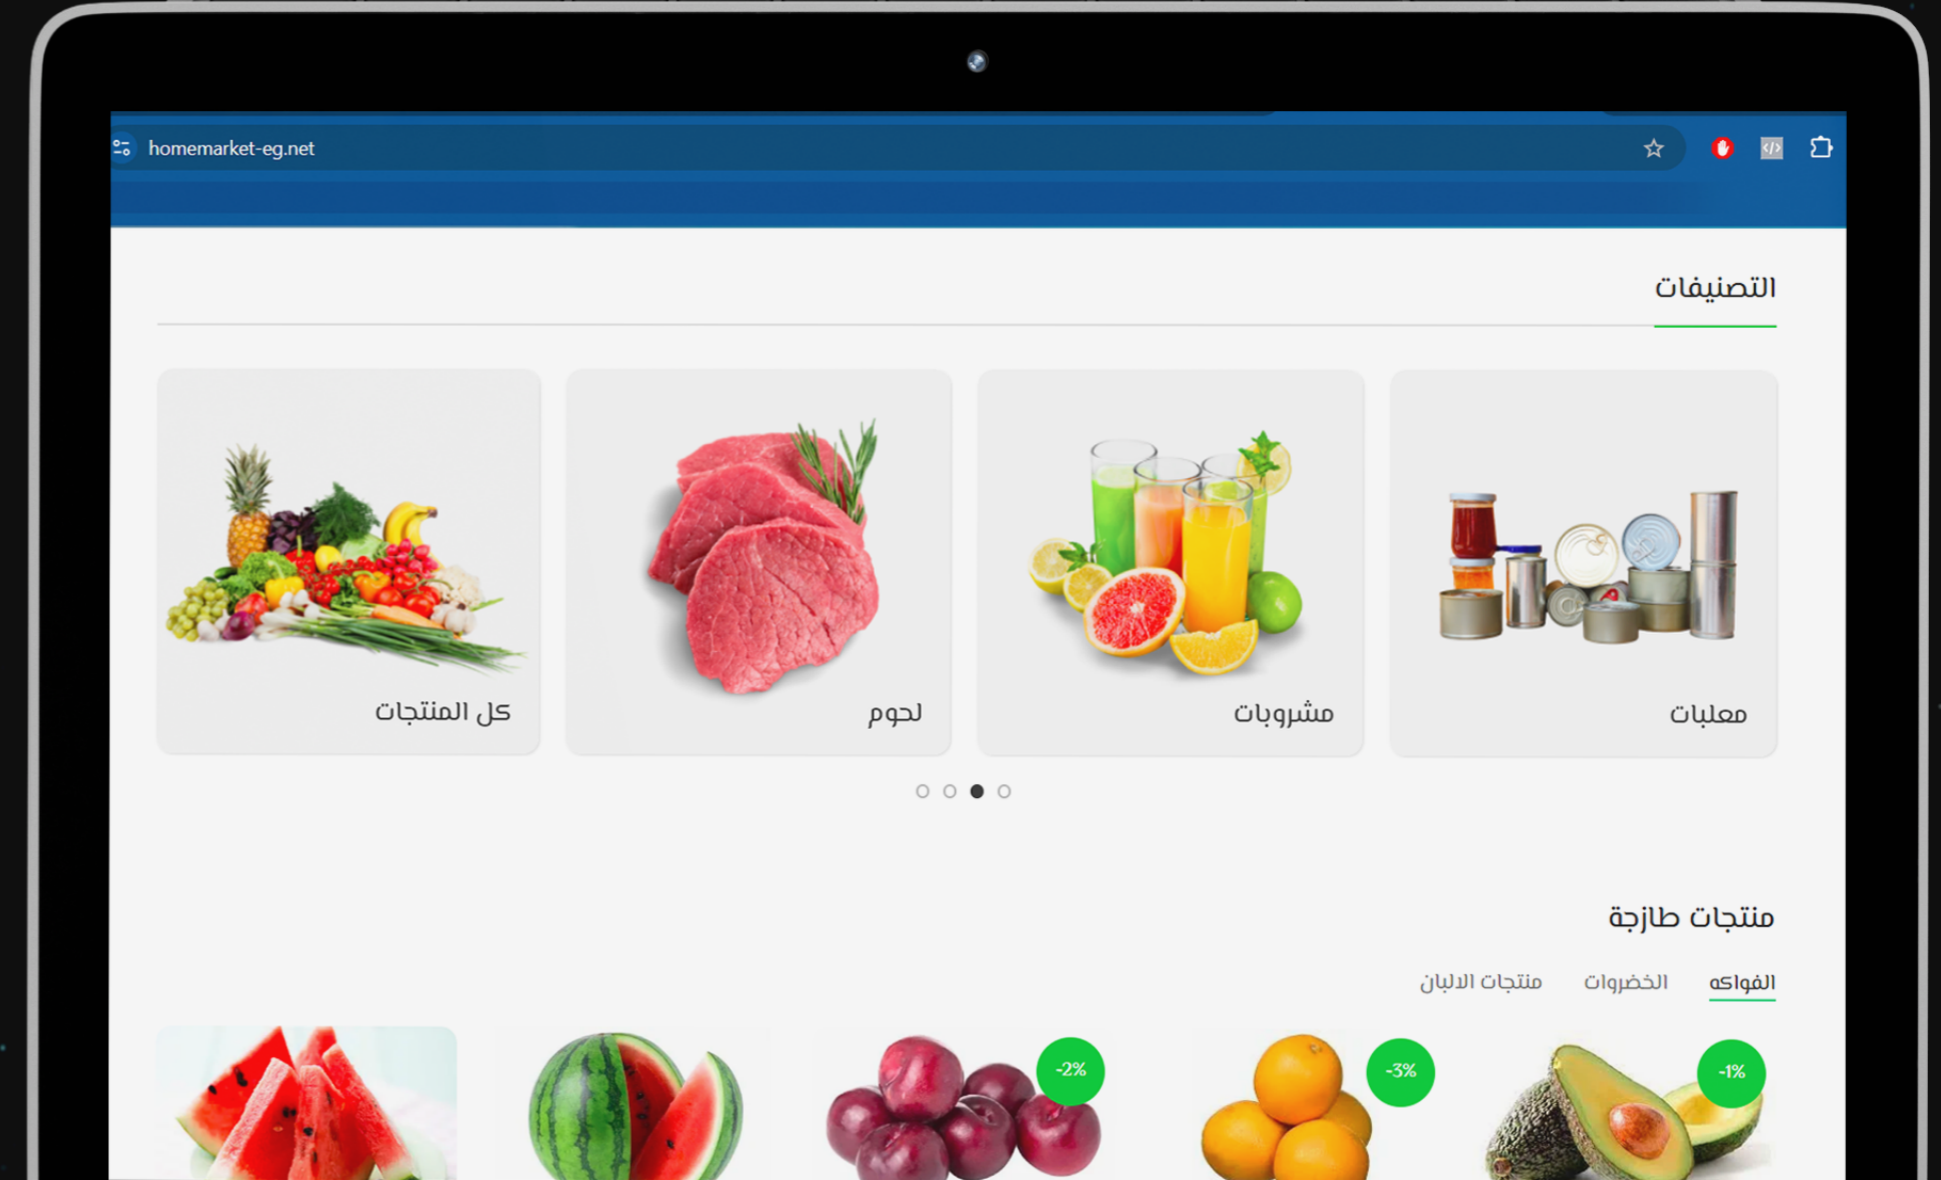 homemarket-eg.net
التصنيفات
معلبات
مشروبات
لحوم
كل المنتجات
منتجات طازجة
الفواكه
الخضروات
منتجات الالبان
-1%
-3%
-2%